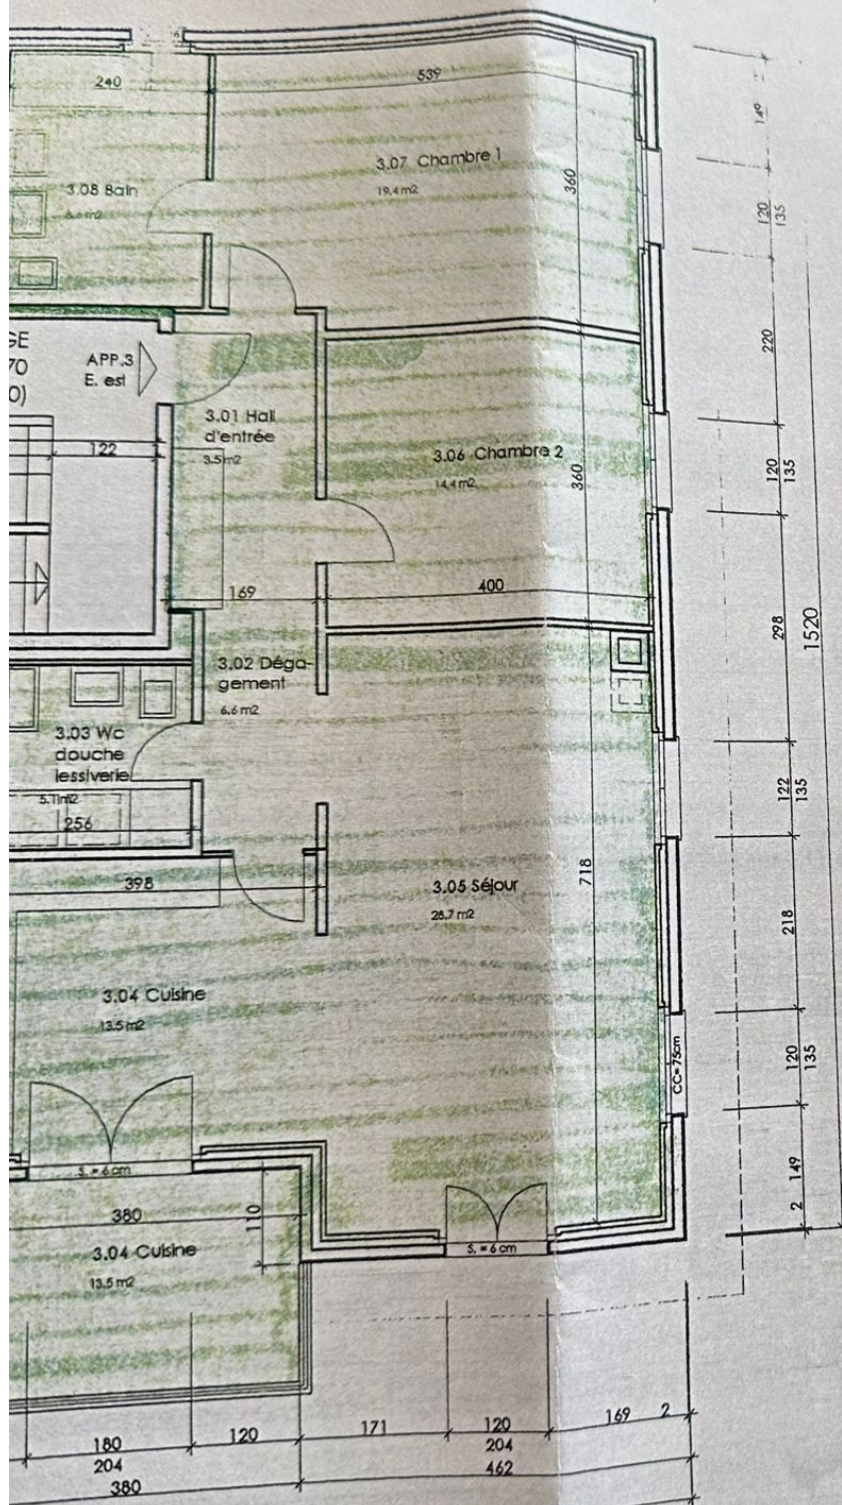 240
539
3.08 Bain
3.07 Chambre 1
19.4 m2
360
149
120
135
220
GE
70
0)
APP.3
E. est
122
3.01 Hall
d'entrée
3.5 m2
3.06 Chambre 2
14.4 m2
360
120
135
169
400
298
1520
3.02 Déga-
gement
6.6 m2
3.03 Wc
douche
lessiverie
5.11m2
256
122
135
398
718
3.05 Séjour
28.7 m2
218
3.04 Cuisine
13.5 m2
120
135
CC= 75cm
S. = 6 cm
149
2
380
110
3.04 Cuisine
13.5 m2
S. = 6 cm
180
204
120
171
120
204
169
2
380
462